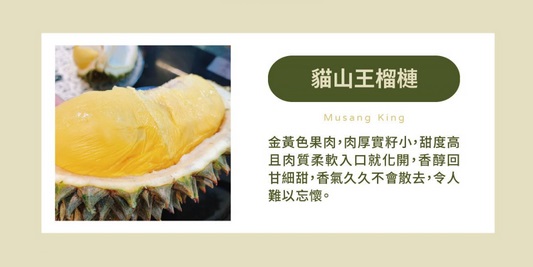 貓山王榴槤
Musang King
金黃色果肉，肉厚實籽小，甜度高
且肉質柔軟入口就化開，香醇回
甘細甜，香氣久久不會散去，令人
難以忘懷。